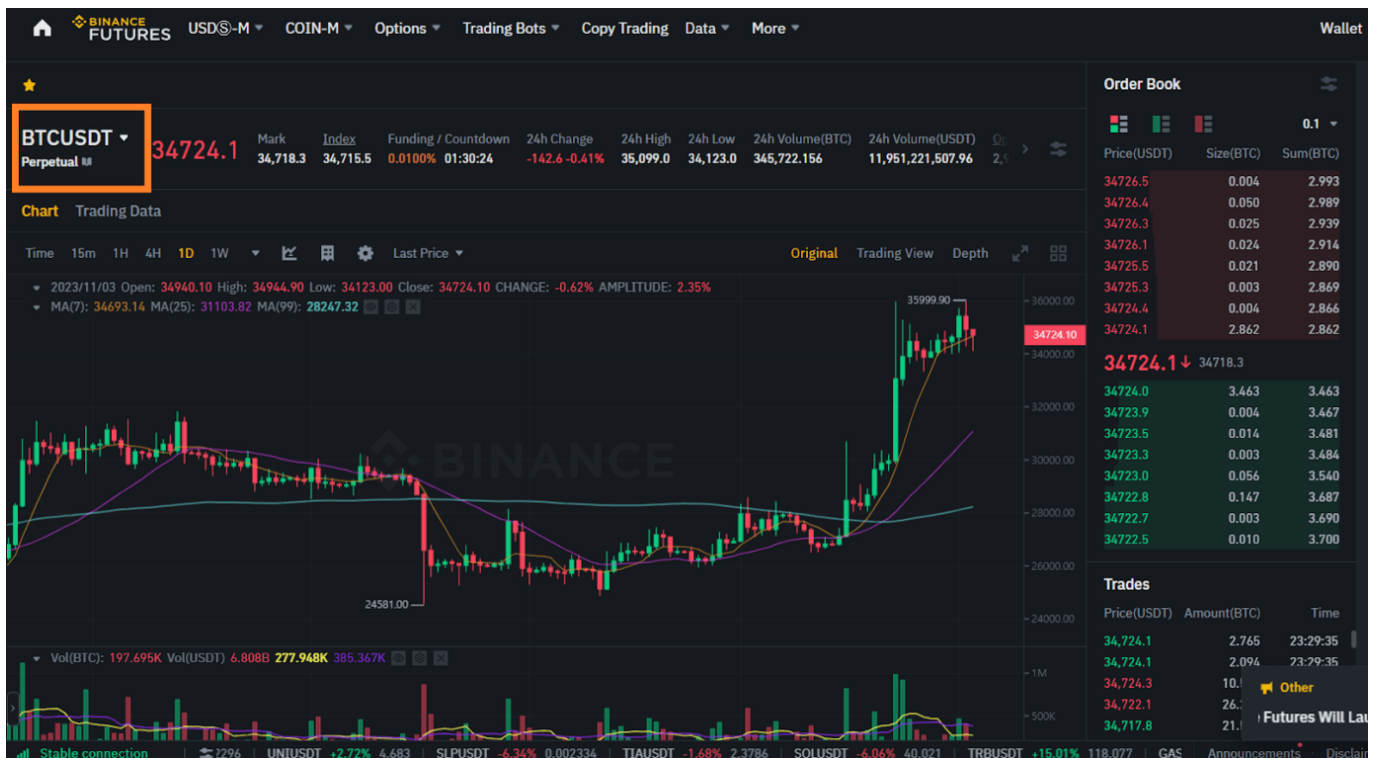 BINANCE
FUTURES
USDⓈ-M COIN-M Options Trading Bots Copy Trading Data More Wallet
BTCUSDT
Perpetual
34724.1
Mark Index Funding / Countdown 24h Change 24h High 24h Low 24h Volume(BTC) 24h Volume(USDT)
34,718.3 34,715.5 0.0100% 01:30:24 -142.6 -0.41% 35,099.0 34,123.0 345,722.156 11,951,221,507.96
Chart Trading Data
Time 15m 1H 4H 1D 1W Last Price Original Trading View Depth
2023/11/03 Open: 34940.10 High: 34944.90 Low: 34123.00 Close: 34724.10 CHANGE: -0.62% AMPLITUDE: 2.35%
MA(7): 34693.14 MA(25): 31103.82 MA(99): 28247.32
35999.90
36000.00
34724.10
34000.00
32000.00
30000.00
28000.00
26000.00
24000.00
BINANCE
24581.00
Vol(BTC): 197.695K Vol(USDT) 6.808B 277.948K 385.367K
1M
500K
Order Book
0.1
Price(USDT) Size(BTC) Sum(BTC)
34726.5 0.004 2.993
34726.4 0.050 2.989
34726.3 0.025 2.939
34726.1 0.024 2.914
34725.5 0.021 2.890
34725.3 0.003 2.869
34724.4 0.004 2.866
34724.1 2.862 2.862
34724.1↓ 34718.3
34724.0 3.463 3.463
34723.9 0.004 3.467
34723.5 0.014 3.481
34723.3 0.003 3.484
34723.0 0.056 3.540
34722.8 0.147 3.687
34722.7 0.003 3.690
34722.5 0.010 3.700
Trades
Price(USDT) Amount(BTC) Time
34,724.1 2.765 23:29:35
34,724.1 2.094 23:29:35
34,724.3
34,722.1
34,717.8
Other
Futures Will
Stable connection UNIUSDT +2.72% 4.683 SLPUSDT -6.34% 0.002334 TIAUSDT -1.68% 2.3786 SOLUSDT -6.06% 40.021 TRBUSDT +15.01% 118.077 GAS Announcements